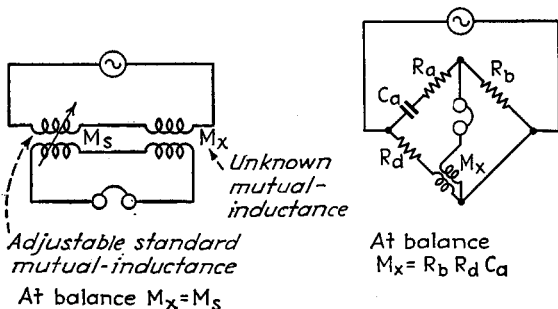 Ms
Mx
Unknown
mutual-
inductance
Adjustable standard
mutual-inductance
At balance Mx=Ms
Ra
Rb
Ca
Rd
Mx
At balance
Mx= Rb Rd Ca